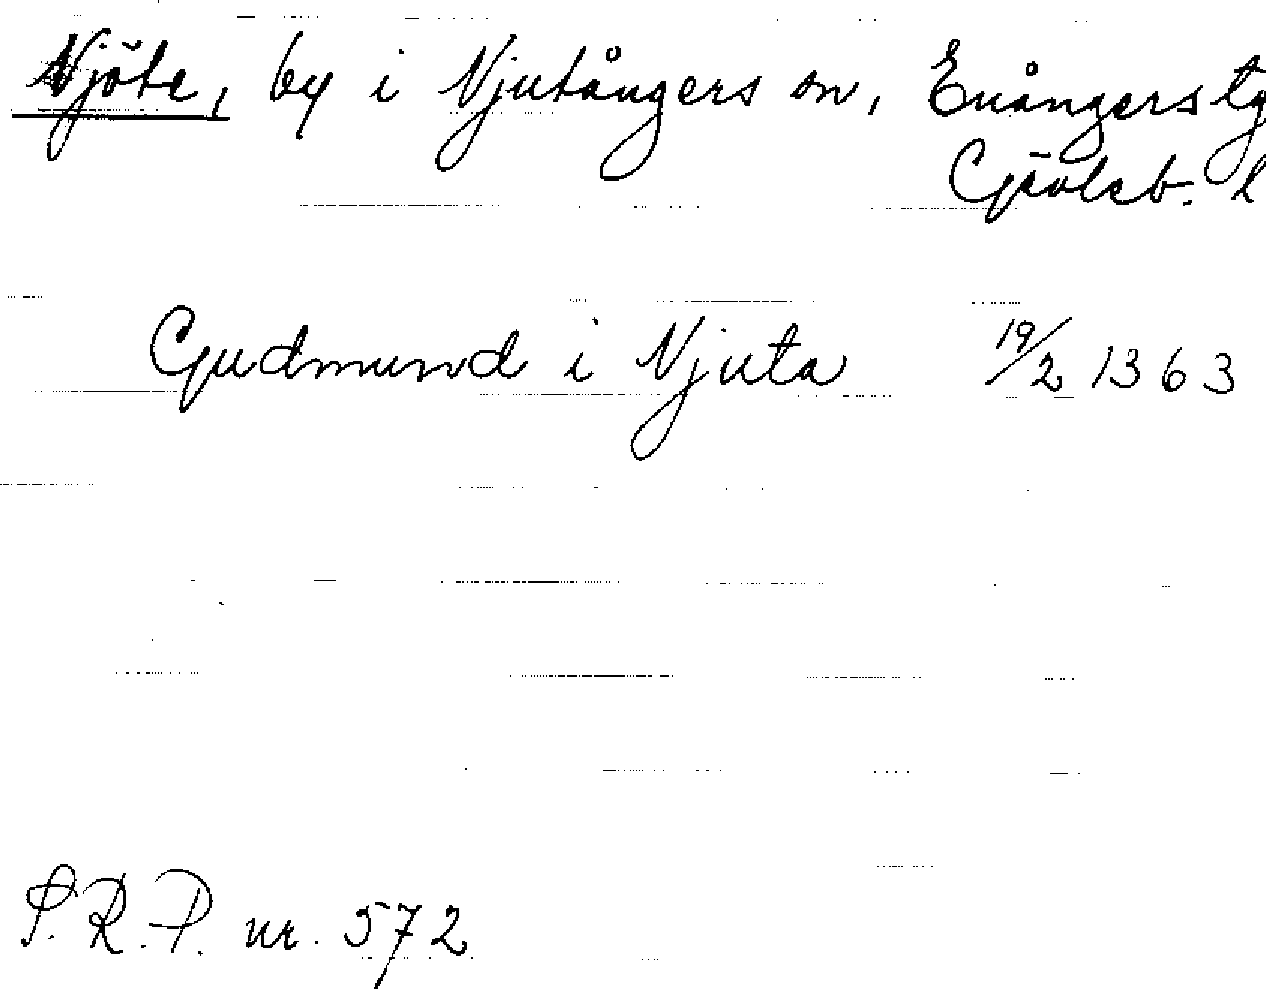 Njöte, by i Njutångers sn, Enångers tg
Gävleb. l
Gudmund i Njuta 19/2 1363
S.R.P. nr. 572